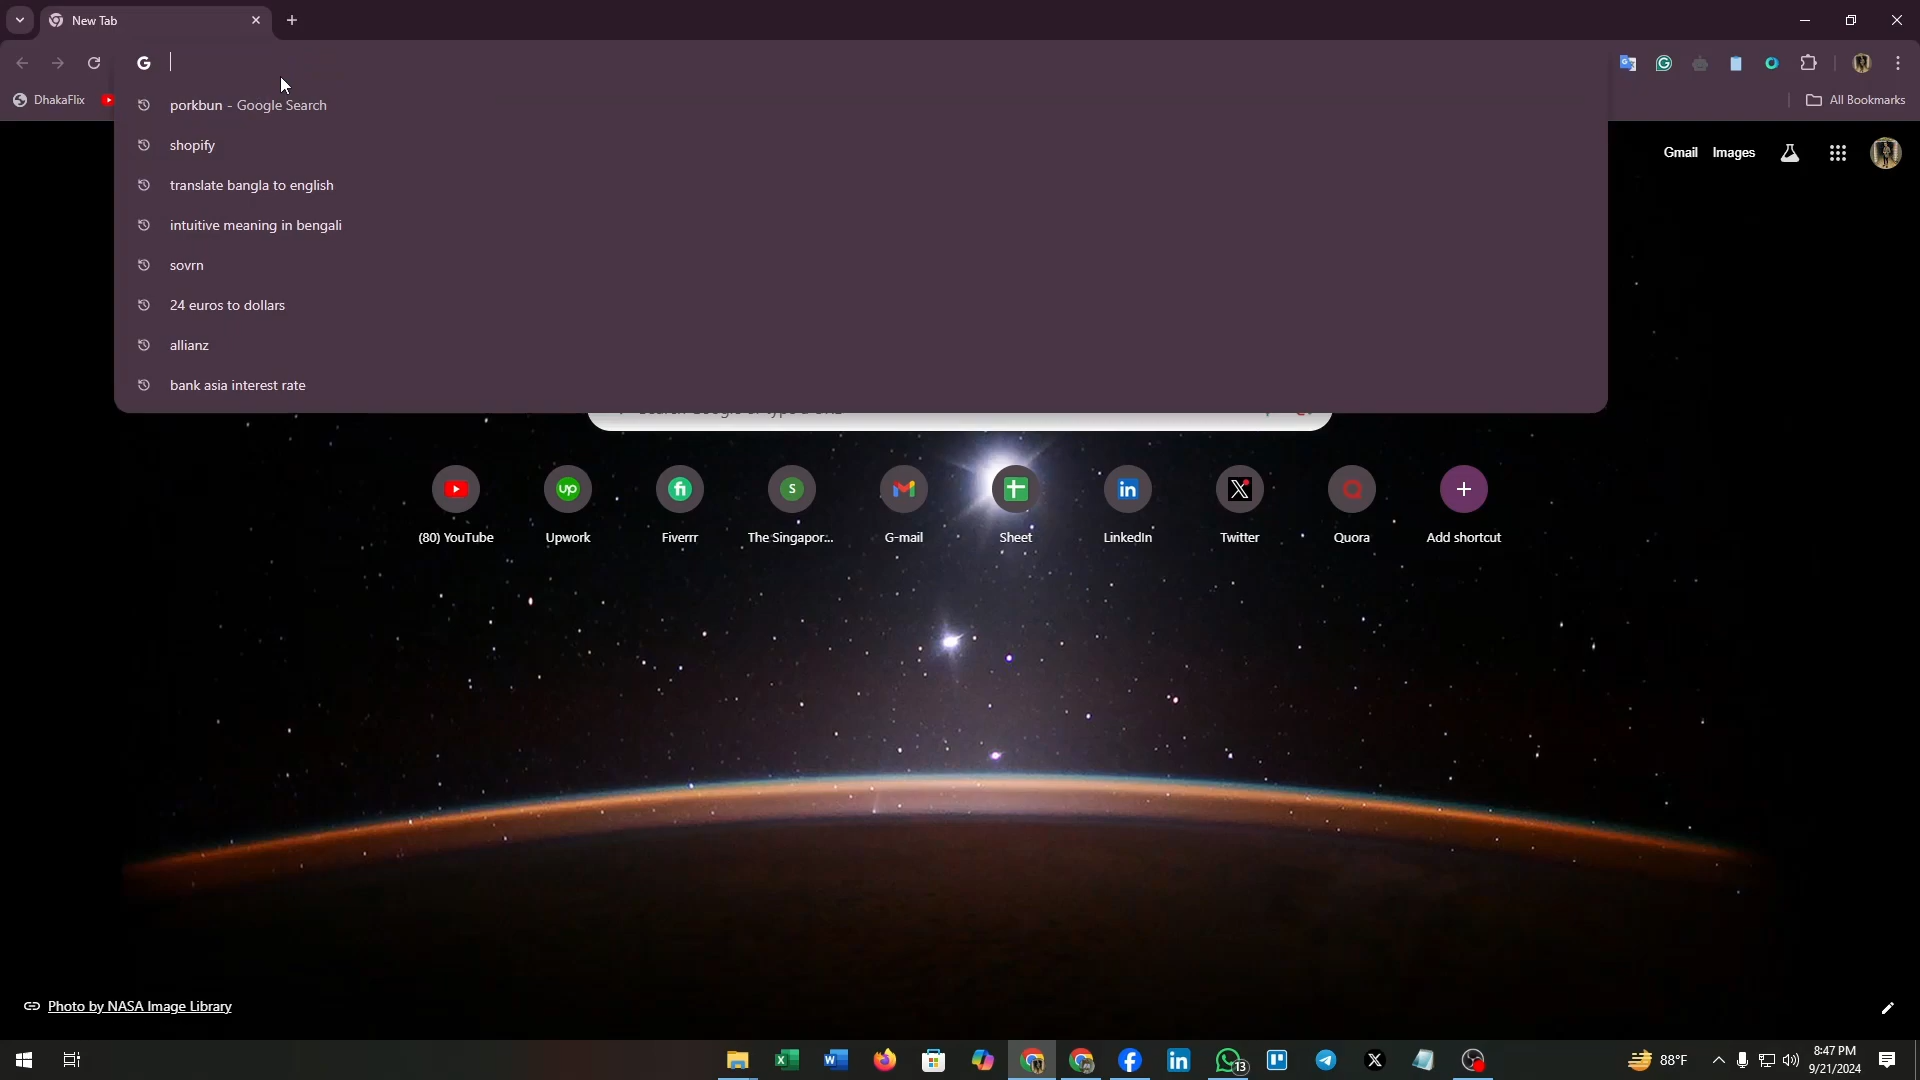 New Tab
DhakaFlix
All Bookmarks
porkbun - Google Search
shopify
translate bangla to english
intuitive meaning in bengali
sovrn
24 euros to dollars
allianz
bank asia interest rate
Gmail Images
(80) YouTube
Upwork
Fiverrr
The Singapor...
G-mail
Sheet
LinkedIn
Twitter
Quora
Add shortcut
Photo by NASA Image Library
13
88°F
8:47 PM
9/21/2024